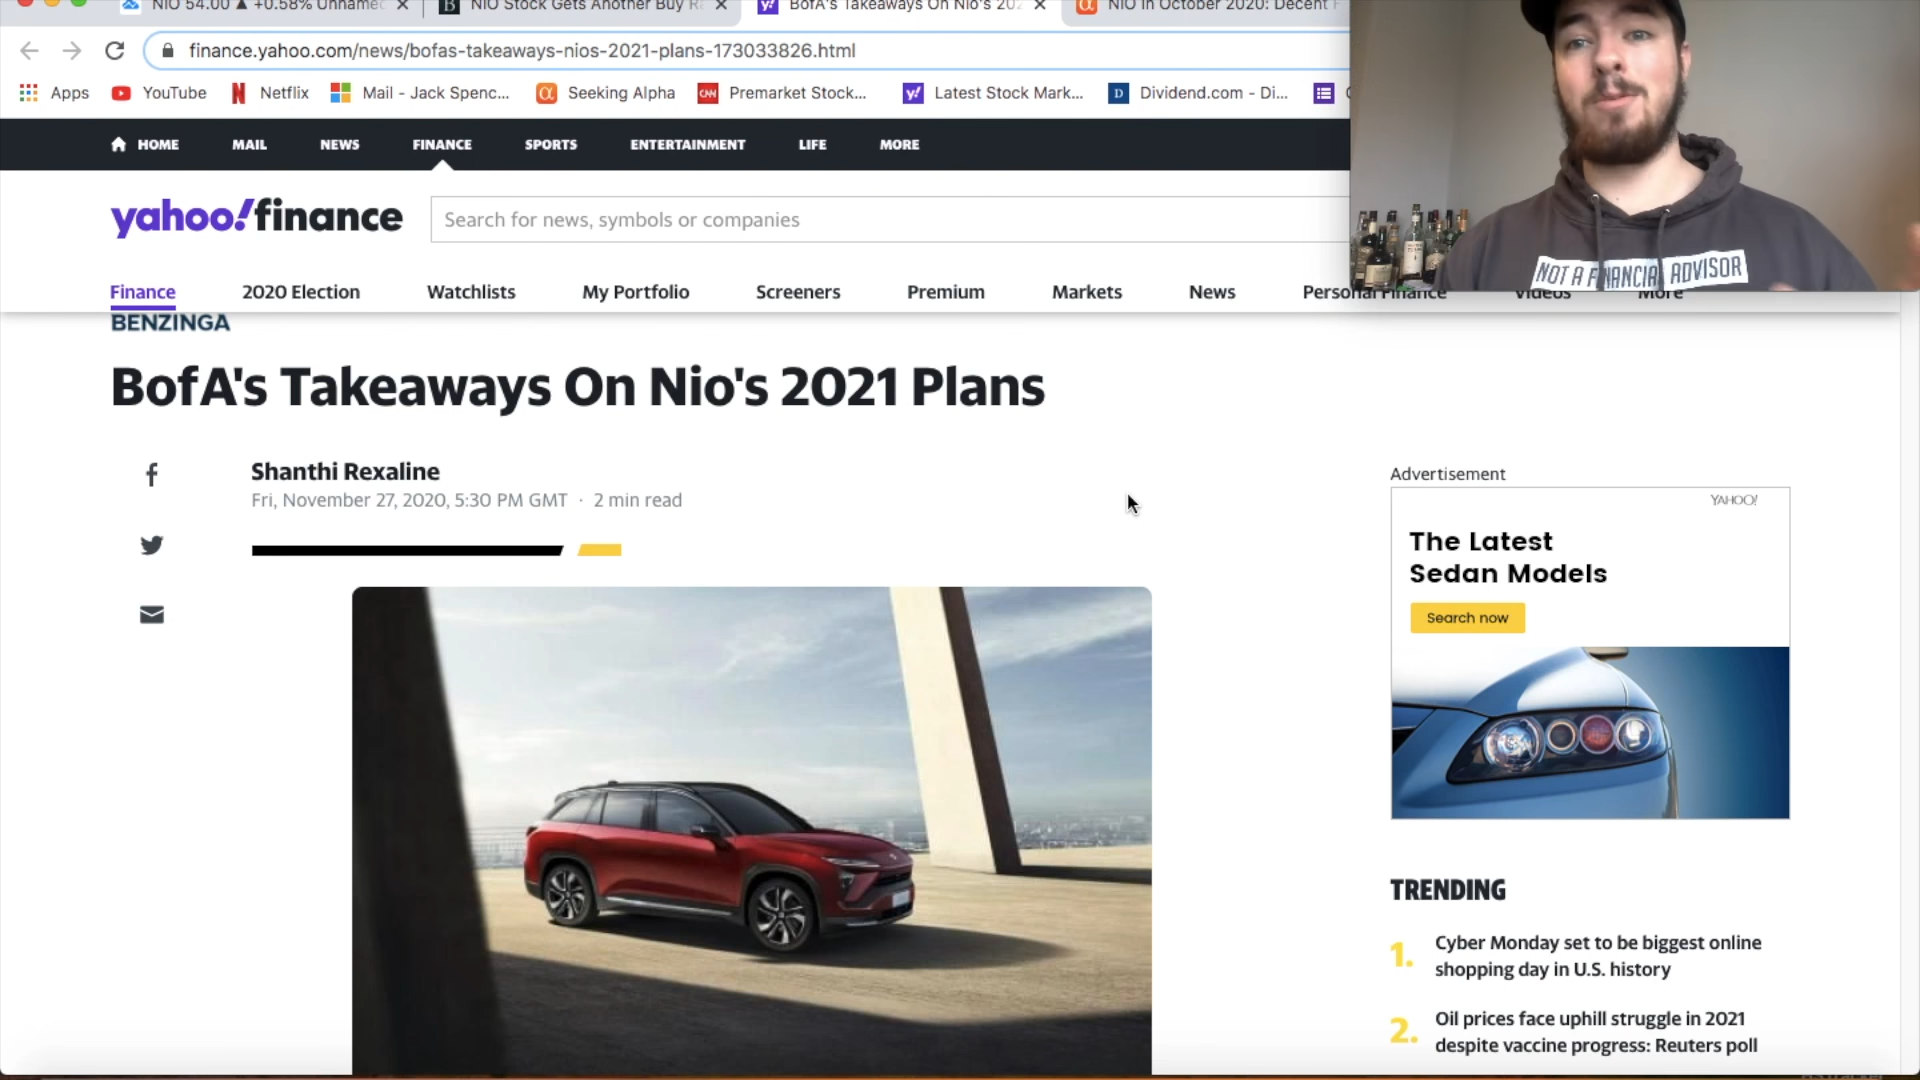 NIO 54.00 ▲ +0.58%
NIO Stock Gets Another Buy
BofA's Takeaways On Nio's
NIO in October 2020: Decent
finance.yahoo.com/news/bofas-takeaways-nios-2021-plans-173033826.html
Apps YouTube Netflix Mail - Jack Spenc... Seeking Alpha Premarket Stock... Latest Stock Mark... Dividend.com - Di...
HOME MAIL NEWS FINANCE SPORTS ENTERTAINMENT LIFE MORE
yahoo!finance
Search for news, symbols or companies
NOT A FINANCIAL ADVISOR
Finance 2020 Election Watchlists My Portfolio Screeners Premium Markets News Personal Finance Videos More
BENZINGA
BofA's Takeaways On Nio's 2021 Plans
Shanthi Rexaline
Fri, November 27, 2020, 5:30 PM GMT · 2 min read
Advertisement
YAHOO!
The Latest
Sedan Models
Search now
TRENDING
1. Cyber Monday set to be biggest online
shopping day in U.S. history
2. Oil prices face uphill struggle in 2021
despite vaccine progress: Reuters poll